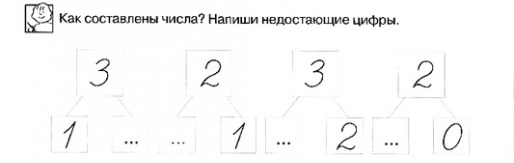 Как составлены числа? Напиши недостающие цифры.
3 2 3 2
1 ... ... 1 ... 2 ... 0